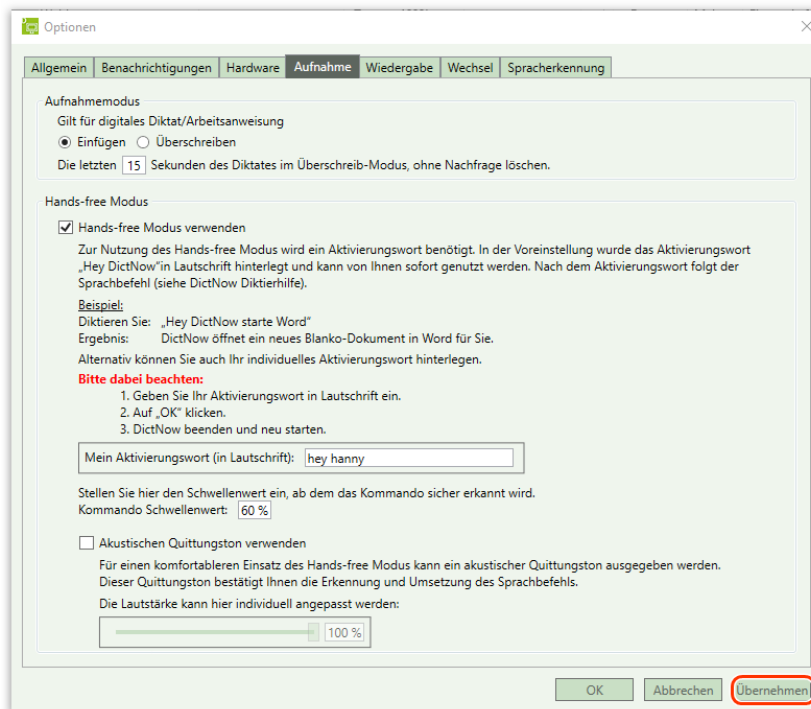 Optionen
Allgemein Benachrichtigungen Hardware Aufnahme Wiedergabe Wechsel Spracherkennung
Aufnahmemodus
Gilt für digitales Diktat/Arbeitsanweisung
Einfügen Überschreiben
Die letzten 15 Sekunden des Diktates im Überschreib-Modus, ohne Nachfrage löschen.
Hands-free Modus
Hands-free Modus verwenden
Zur Nutzung des Hands-free Modus wird ein Aktivierungswort benötigt. In der Voreinstellung wurde das Aktivierungswort
„Hey DictNow“in Lautschrift hinterlegt und kann von Ihnen sofort genutzt werden. Nach dem Aktivierungswort folgt der
Sprachbefehl (siehe DictNow Diktierhilfe).
Beispiel:
Diktieren Sie: „Hey DictNow starte Word“
Ergebnis: DictNow öffnet ein neues Blanko-Dokument in Word für Sie.
Alternativ können Sie auch Ihr individuelles Aktivierungswort hinterlegen.
Bitte dabei beachten:
1. Geben Sie Ihr Aktivierungswort in Lautschrift ein.
2. Auf „OK“ klicken.
3. DictNow beenden und neu starten.
Mein Aktivierungswort (in Lautschrift): hey hanny
Stellen Sie hier den Schwellenwert ein, ab dem das Kommando sicher erkannt wird.
Kommando Schwellenwert: 60 %
Akustischen Quittungston verwenden
Für einen komfortableren Einsatz des Hands-free Modus kann ein akustischer Quittungston ausgegeben werden.
Dieser Quittungston bestätigt Ihnen die Erkennung und Umsetzung des Sprachbefehls.
Die Lautstärke kann hier individuell angepasst werden:
100 %
OK Abbrechen Übernehmen